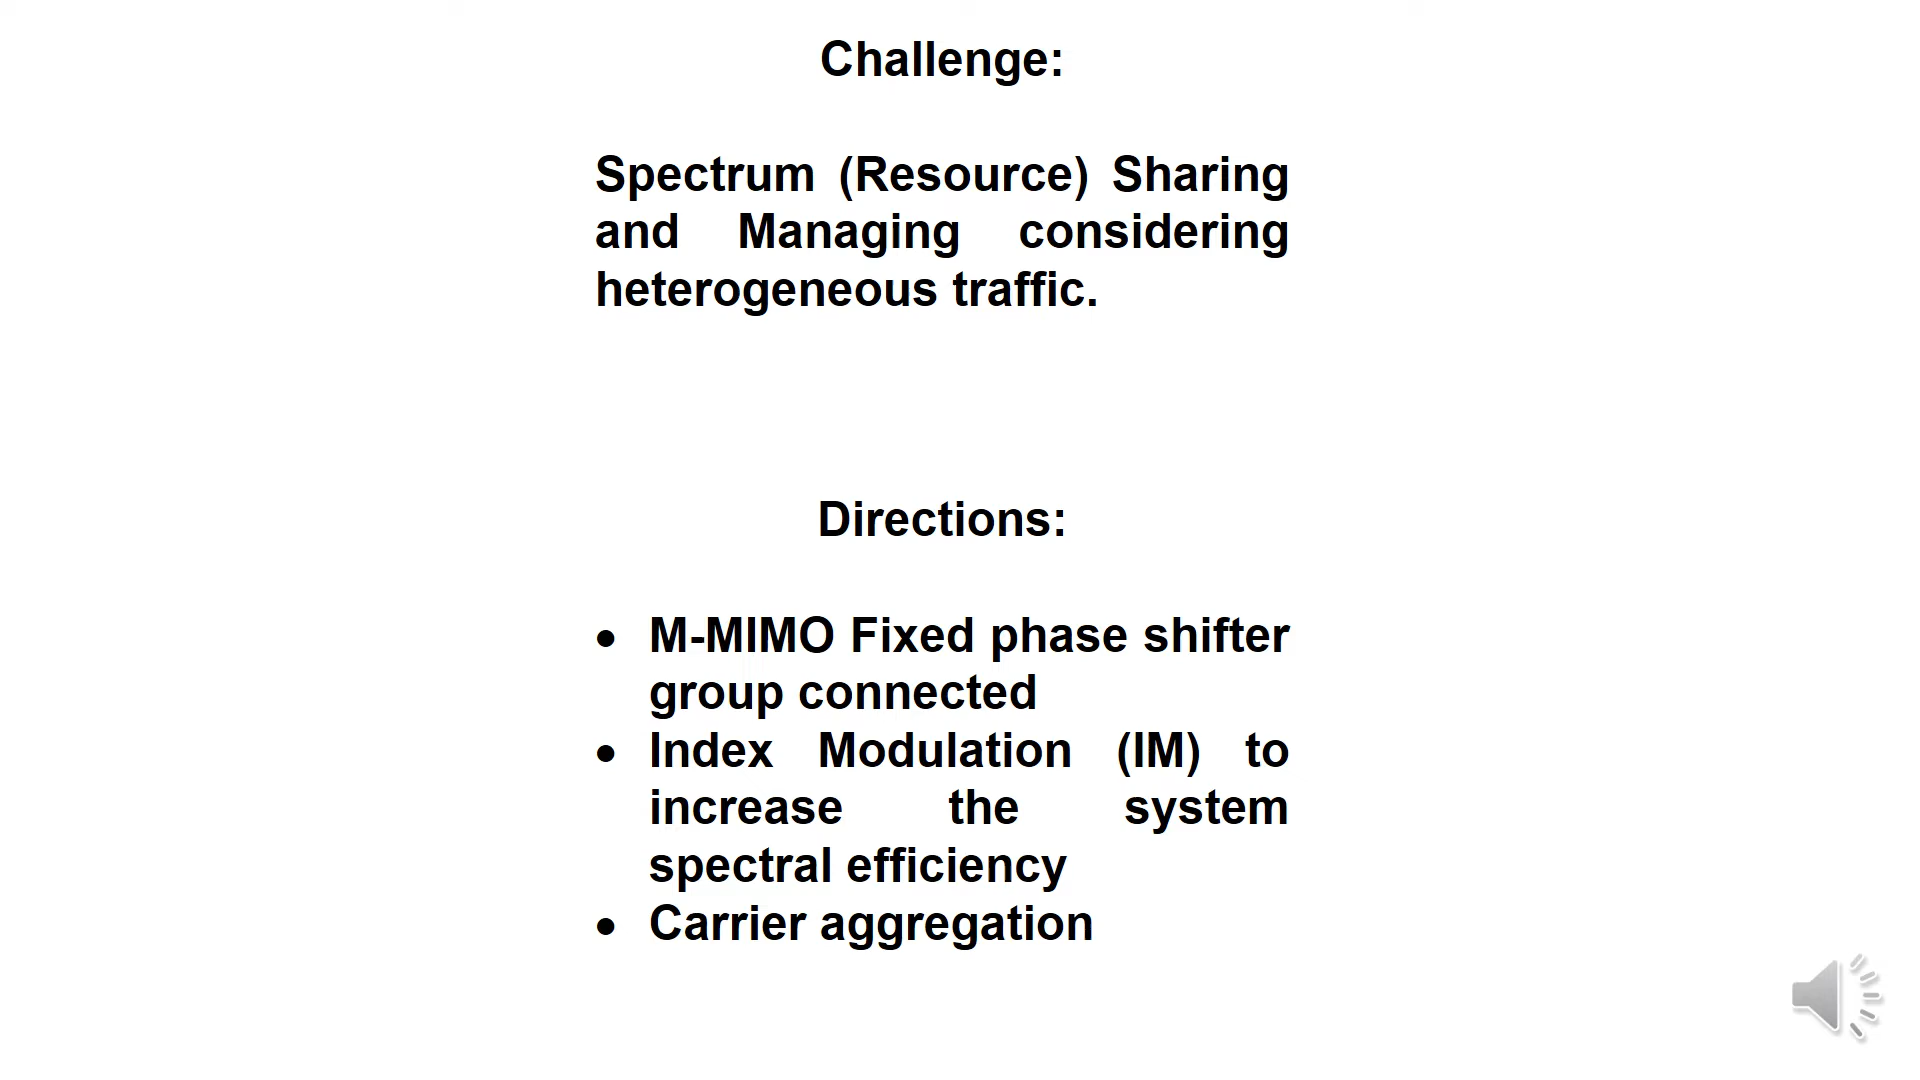 Challenge:
Spectrum (Resource) Sharing
and Managing considering
heterogeneous traffic.
Directions:
• M-MIMO Fixed phase shifter
group connected
• Index Modulation (IM) to
increase the system
spectral efficiency
• Carrier aggregation